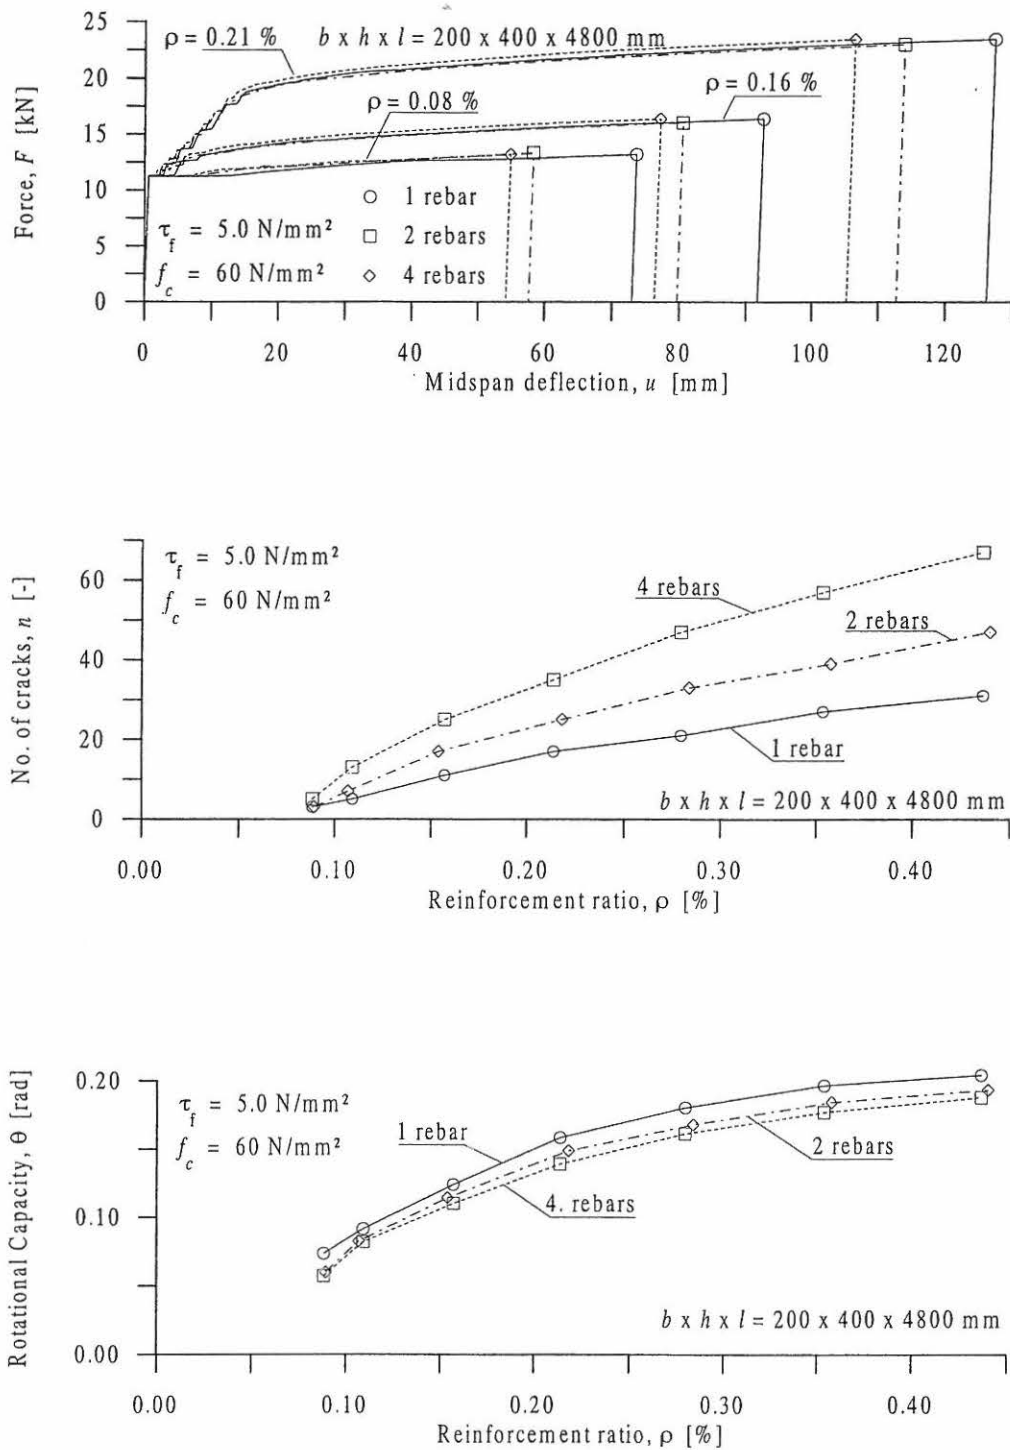 25
20
15
10
5
0
Force, F [kN]
ρ = 0.21 %
b x h x l = 200 x 400 x 4800 mm
ρ = 0.08 %
ρ = 0.16 %
1 rebar
2 rebars
4 rebars
τf = 5.0 N/mm²
fc = 60 N/mm²
0 20 40 60 80 100 120
Midspan deflection, u [mm]
60
40
20
0
No. of cracks, n [-]
τf = 5.0 N/mm²
fc = 60 N/mm²
4 rebars
2 rebars
1 rebar
b x h x l = 200 x 400 x 4800 mm
0.00 0.10 0.20 0.30 0.40
Reinforcement ratio, ρ [%]
0.20
0.10
0.00
Rotational Capacity, θ [rad]
τf = 5.0 N/mm²
fc = 60 N/mm²
1 rebar
2 rebars
4. rebars
b x h x l = 200 x 400 x 4800 mm
0.00 0.10 0.20 0.30 0.40
Reinforcement ratio, ρ [%]